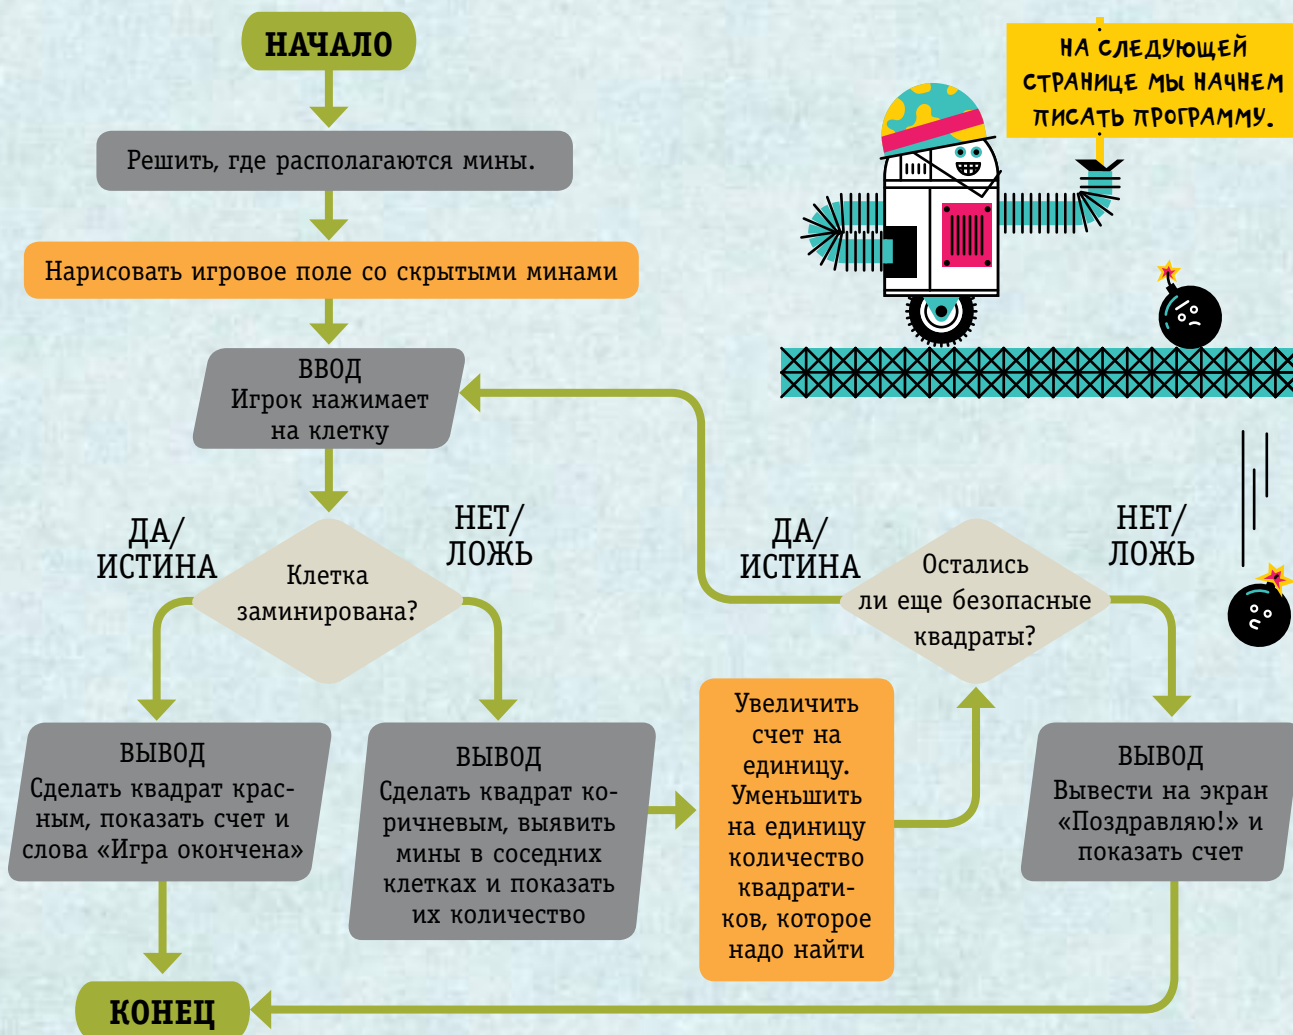 НАЧАЛО
НА СЛЕДУЮЩЕЙ
СТРАНИЦЕ МЫ НАЧНЕМ
ПИСАТЬ ПРОГРАММУ.
Решить, где располагаются мины.
Нарисовать игровое поле со скрытыми минами
ВВОД
Игрок нажимает
на клетку
ДА/
ИСТИНА
НЕТ/
ЛОЖЬ
Клетка
заминирована?
ДА/
ИСТИНА
НЕТ/
ЛОЖЬ
Остались
ли еще безопасные
квадраты?
ВЫВОД
Сделать квадрат крас-
ным, показать счет и
слова «Игра окончена»
ВЫВОД
Сделать квадрат ко-
ричневым, выявить
мины в соседних
клетках и показать
их количество
Увеличить
счет на
единицу.
Уменьшить
на единицу
количество
квадрати-
ков, которое
надо найти
ВЫВОД
Вывести на экран
«Поздравляю!» и
показать счет
КОНЕЦ